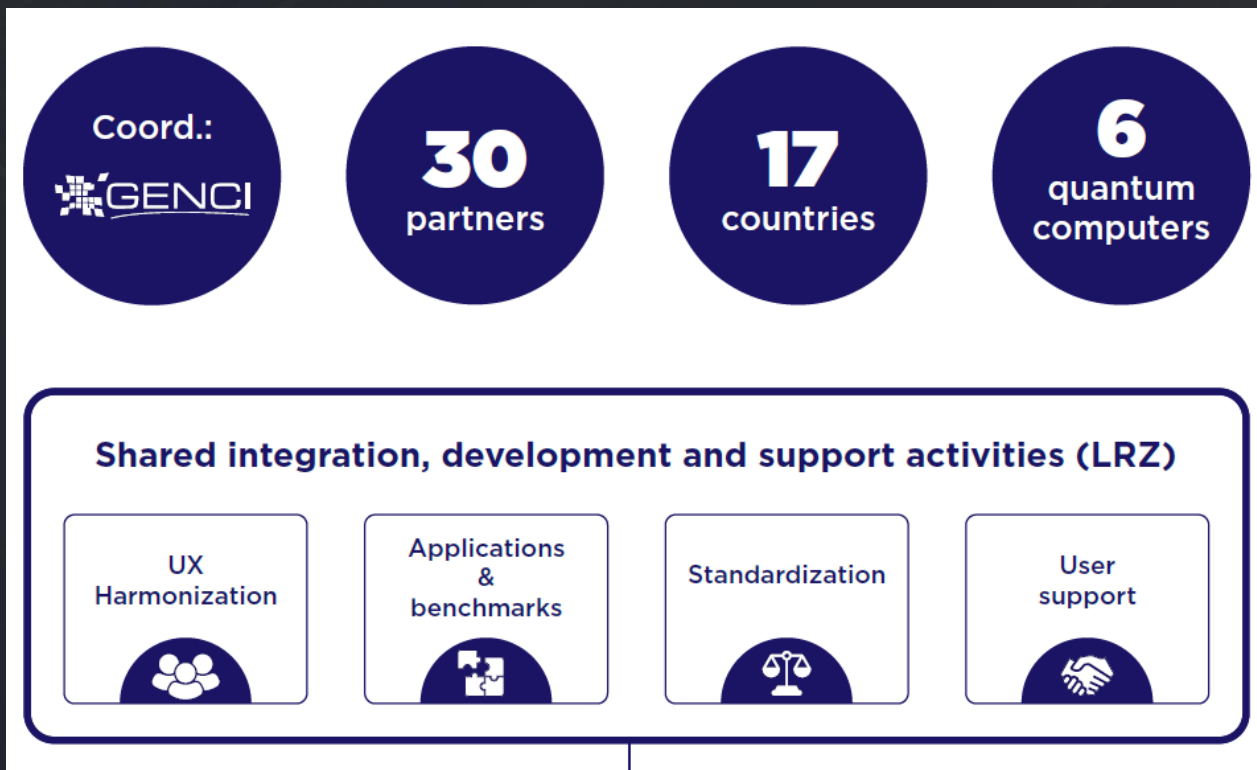 Coord.:
GENCI
30
partners
17
countries
6
quantum
computers
Shared integration, development and support activities (LRZ)
UX
Harmonization
Applications
&
benchmarks
Standardization
User
support